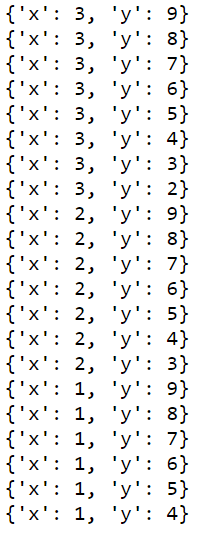 {'x': 3, 'y': 9}
{'x': 3, 'y': 8}
{'x': 3, 'y': 7}
{'x': 3, 'y': 6}
{'x': 3, 'y': 5}
{'x': 3, 'y': 4}
{'x': 3, 'y': 3}
{'x': 3, 'y': 2}
{'x': 2, 'y': 9}
{'x': 2, 'y': 8}
{'x': 2, 'y': 7}
{'x': 2, 'y': 6}
{'x': 2, 'y': 5}
{'x': 2, 'y': 4}
{'x': 2, 'y': 3}
{'x': 1, 'y': 9}
{'x': 1, 'y': 8}
{'x': 1, 'y': 7}
{'x': 1, 'y': 6}
{'x': 1, 'y': 5}
{'x': 1, 'y': 4}